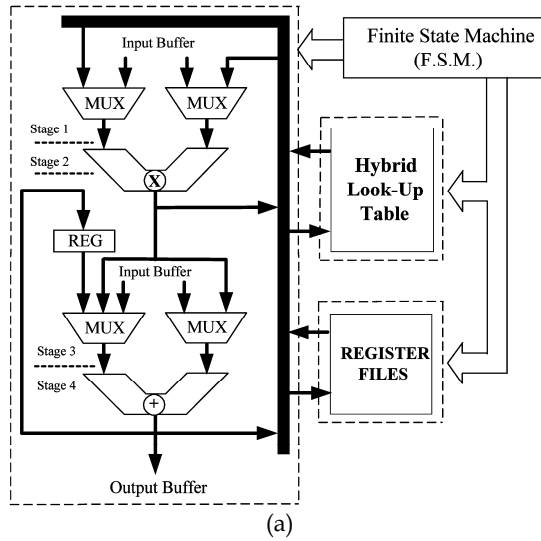 Input Buffer
Finite State Machine
(F.S.M.)
MUX
MUX
Stage 1
Stage 2
X
Hybrid
Look-Up
Table
REG
Input Buffer
MUX
MUX
Stage 3
Stage 4
+
REGISTER
FILES
Output Buffer
(a)